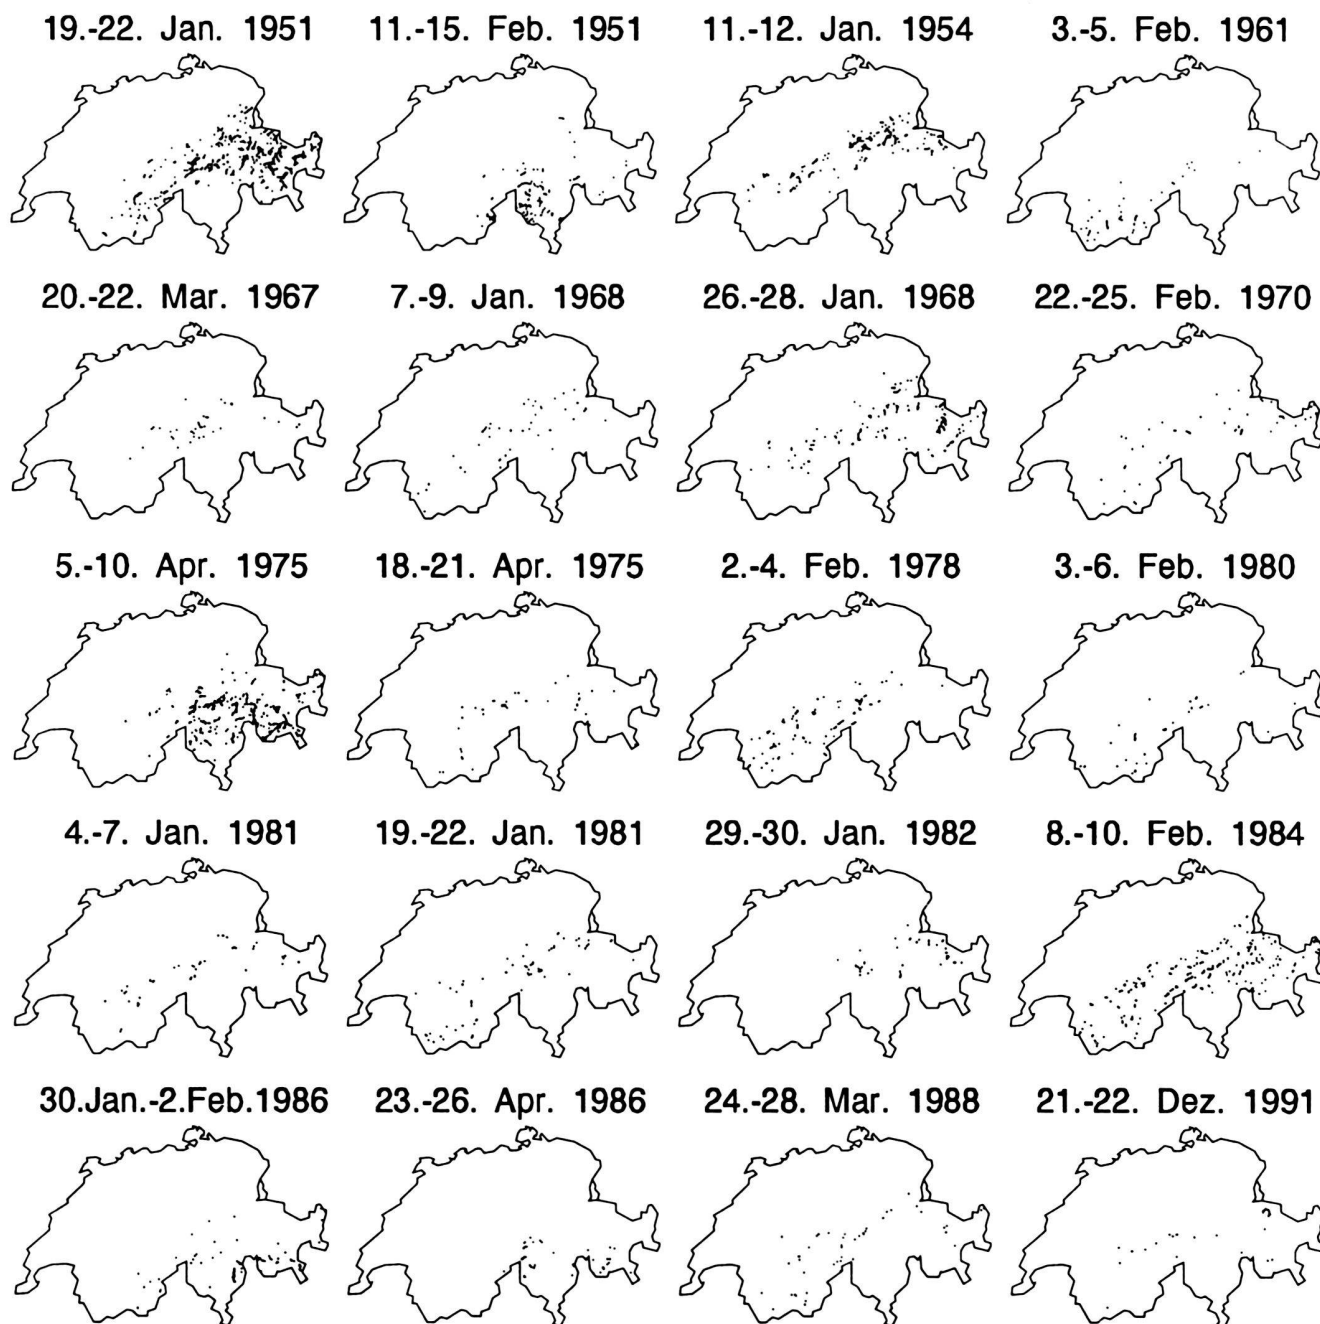 19.-22. Jan. 1951 11.-15. Feb. 1951 11.-12. Jan. 1954 3.-5. Feb. 1961
20.-22. Mar. 1967 7.-9. Jan. 1968 26.-28. Jan. 1968 22.-25. Feb. 1970
5.-10. Apr. 1975 18.-21. Apr. 1975 2.-4. Feb. 1978 3.-6. Feb. 1980
4.-7. Jan. 1981 19.-22. Jan. 1981 29.-30. Jan. 1982 8.-10. Feb. 1984
30.Jan.-2.Feb.1986 23.-26. Apr. 1986 24.-28. Mar. 1988 21.-22. Dez. 1991